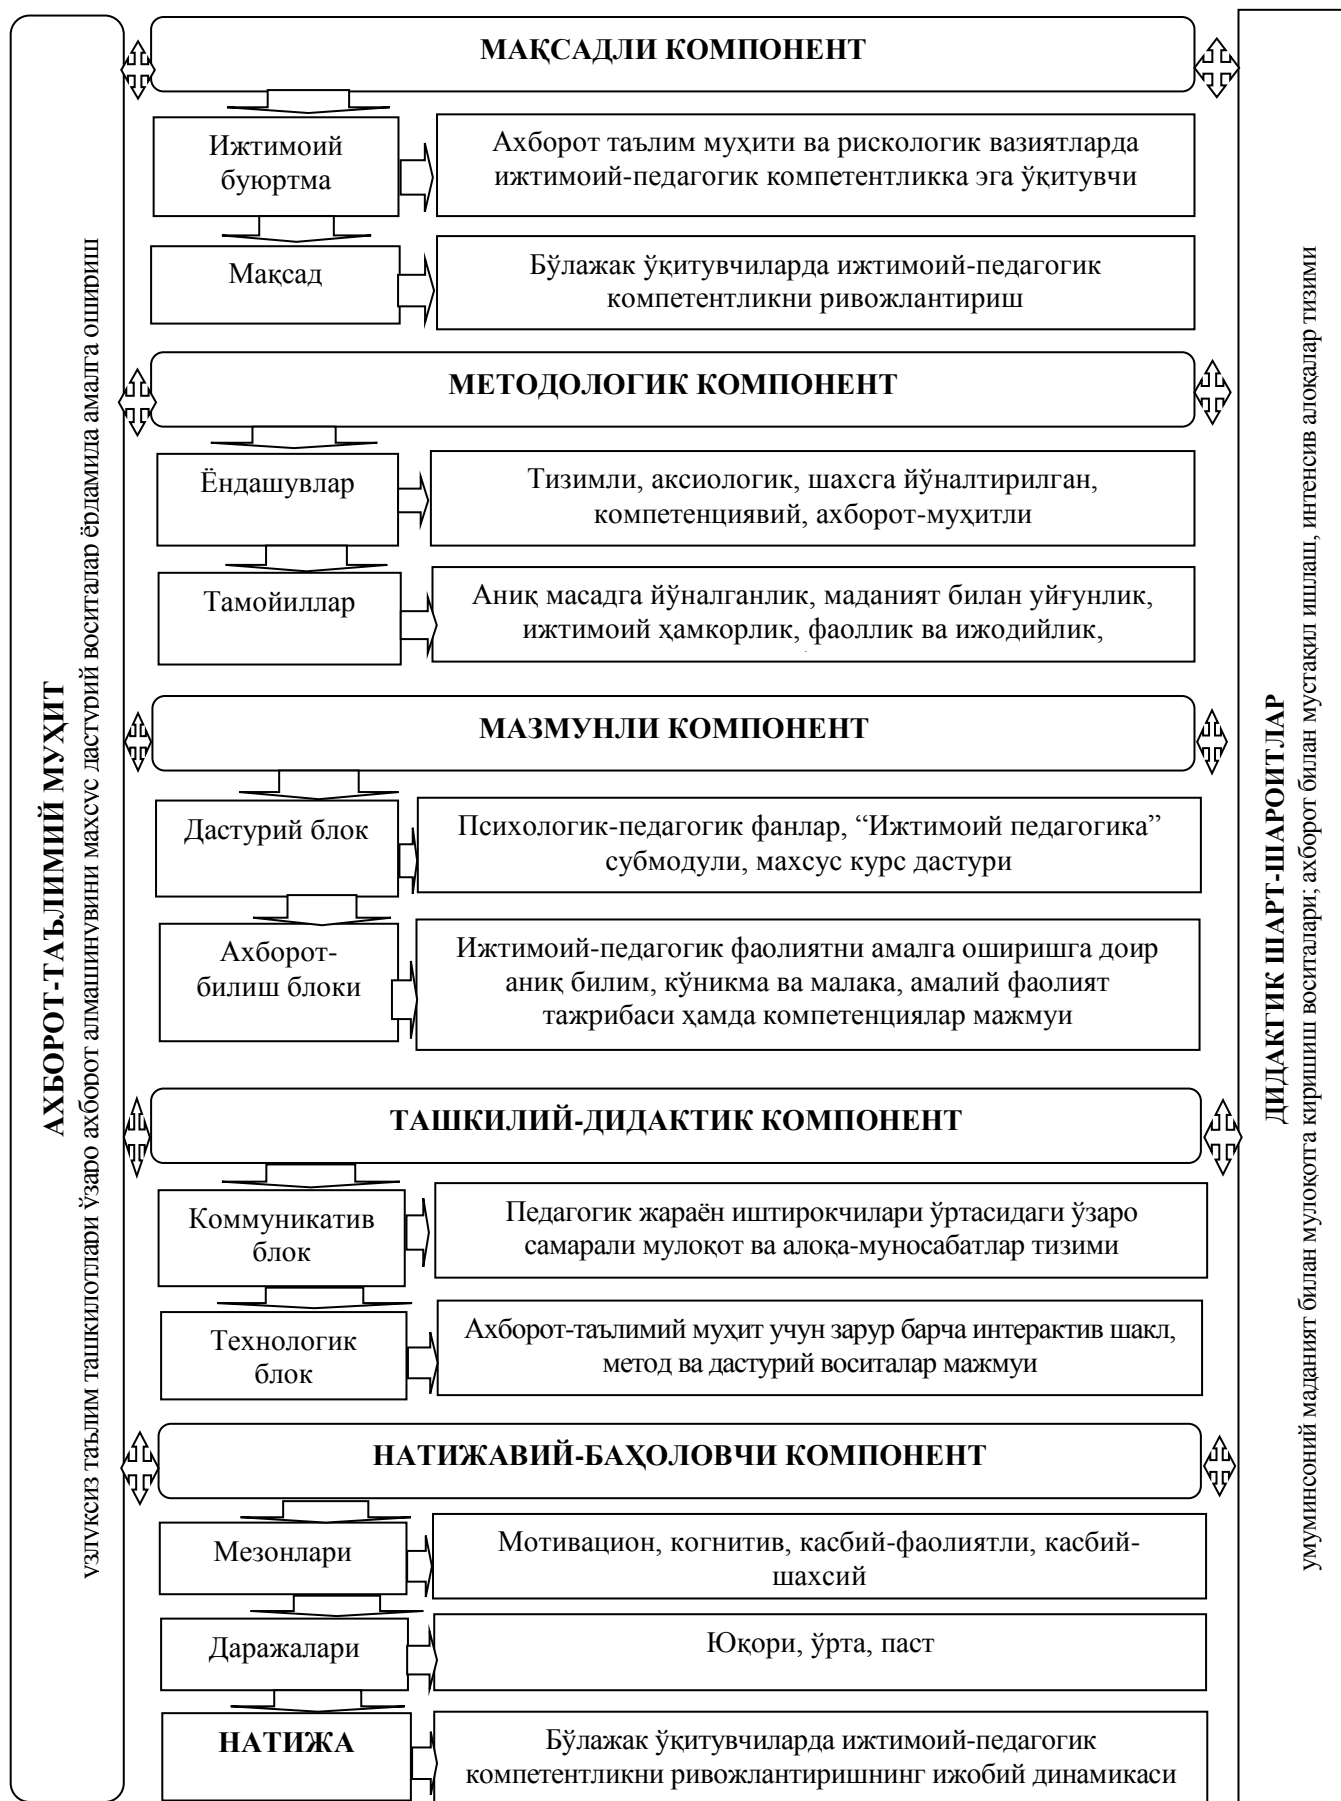 АХБОРОТ-ТАЪЛИМИЙ МУҲИТ
узлуксиз таълим ташкилотлари ўзаро ахборот алмашинувини махсус дастурий воситалар ёрдамида амалга ошириш
МАҚСАДЛИ КОМПОНЕНТ
Ижтимоий
буюртма
Ахборот таълим муҳити ва рискологик вазиятларда
ижтимоий-педагогик компетентликка эга ўқитувчи
Мақсад
Бўлажак ўқитувчиларда ижтимоий-педагогик
компетентликни ривожлантириш
МЕТОДОЛОГИК КОМПОНЕНТ
Ёндашувлар
Тизимли, аксиологик, шахсга йўналтирилган,
компетенциявий, ахборот-муҳитли
Тамойиллар
Аниқ масадга йўналганлик, маданият билан уйғунлик,
ижтимоий ҳамкорлик, фаоллик ва ижодийлик,
МАЗМУНЛИ КОМПОНЕНТ
Дастурий блок
Психологик-педагогик фанлар, “Ижтимоий педагогика”
субмодули, махсус курс дастури
Ахборот-
билиш блоки
Ижтимоий-педагогик фаолиятни амалга оширишга доир
аниқ билим, кўникма ва малака, амалий фаолият
тажрибаси ҳамда компетенциялар мажмуи
ТАШКИЛИЙ-ДИДАКТИК КОМПОНЕНТ
Коммуникатив
блок
Педагогик жараён иштирокчилари ўртасидаги ўзаро
самарали мулоқот ва алоқа-муносабатлар тизими
Технологик
блок
Ахборот-таълимий муҳит учун зарур барча интерактив шакл,
метод ва дастурий воситалар мажмуи
НАТИЖАВИЙ-БАҲОЛОВЧИ КОМПОНЕНТ
Мезонлари
Мотивацион, когнитив, касбий-фаолиятли, касбий-
шахсий
Даражалари
Юқори, ўрта, паст
НАТИЖА
Бўлажак ўқитувчиларда ижтимоий-педагогик
компетентликни ривожлантиришнинг ижобий динамикаси
ДИДАКГИК ШАРТ-ШАРОИТЛАР
умуминсоний маданият билан мулоқотга киришиш воситалари; ахборот билан мустақил ишлаш, интенсив алоқалар тизими